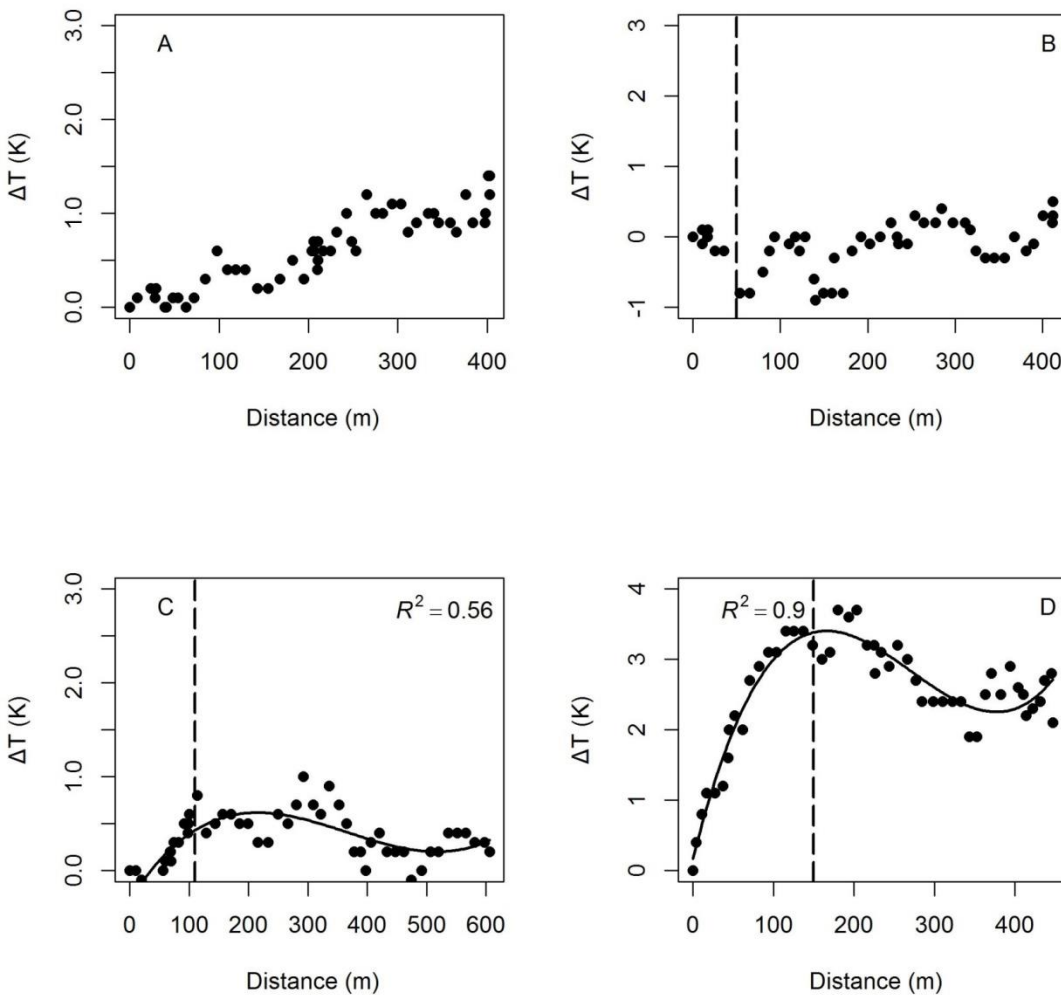 A
ΔT (K)
0.0 1.0 2.0 3.0
0 100 200 300 400
Distance (m)
B
ΔT (K)
-1 0 1 2 3
0 100 200 300 400
Distance (m)
C
R² = 0.56
ΔT (K)
0.0 1.0 2.0 3.0
0 100 200 300 400 500 600
Distance (m)
R² = 0.9
D
ΔT (K)
0 1 2 3 4
0 100 200 300 400
Distance (m)